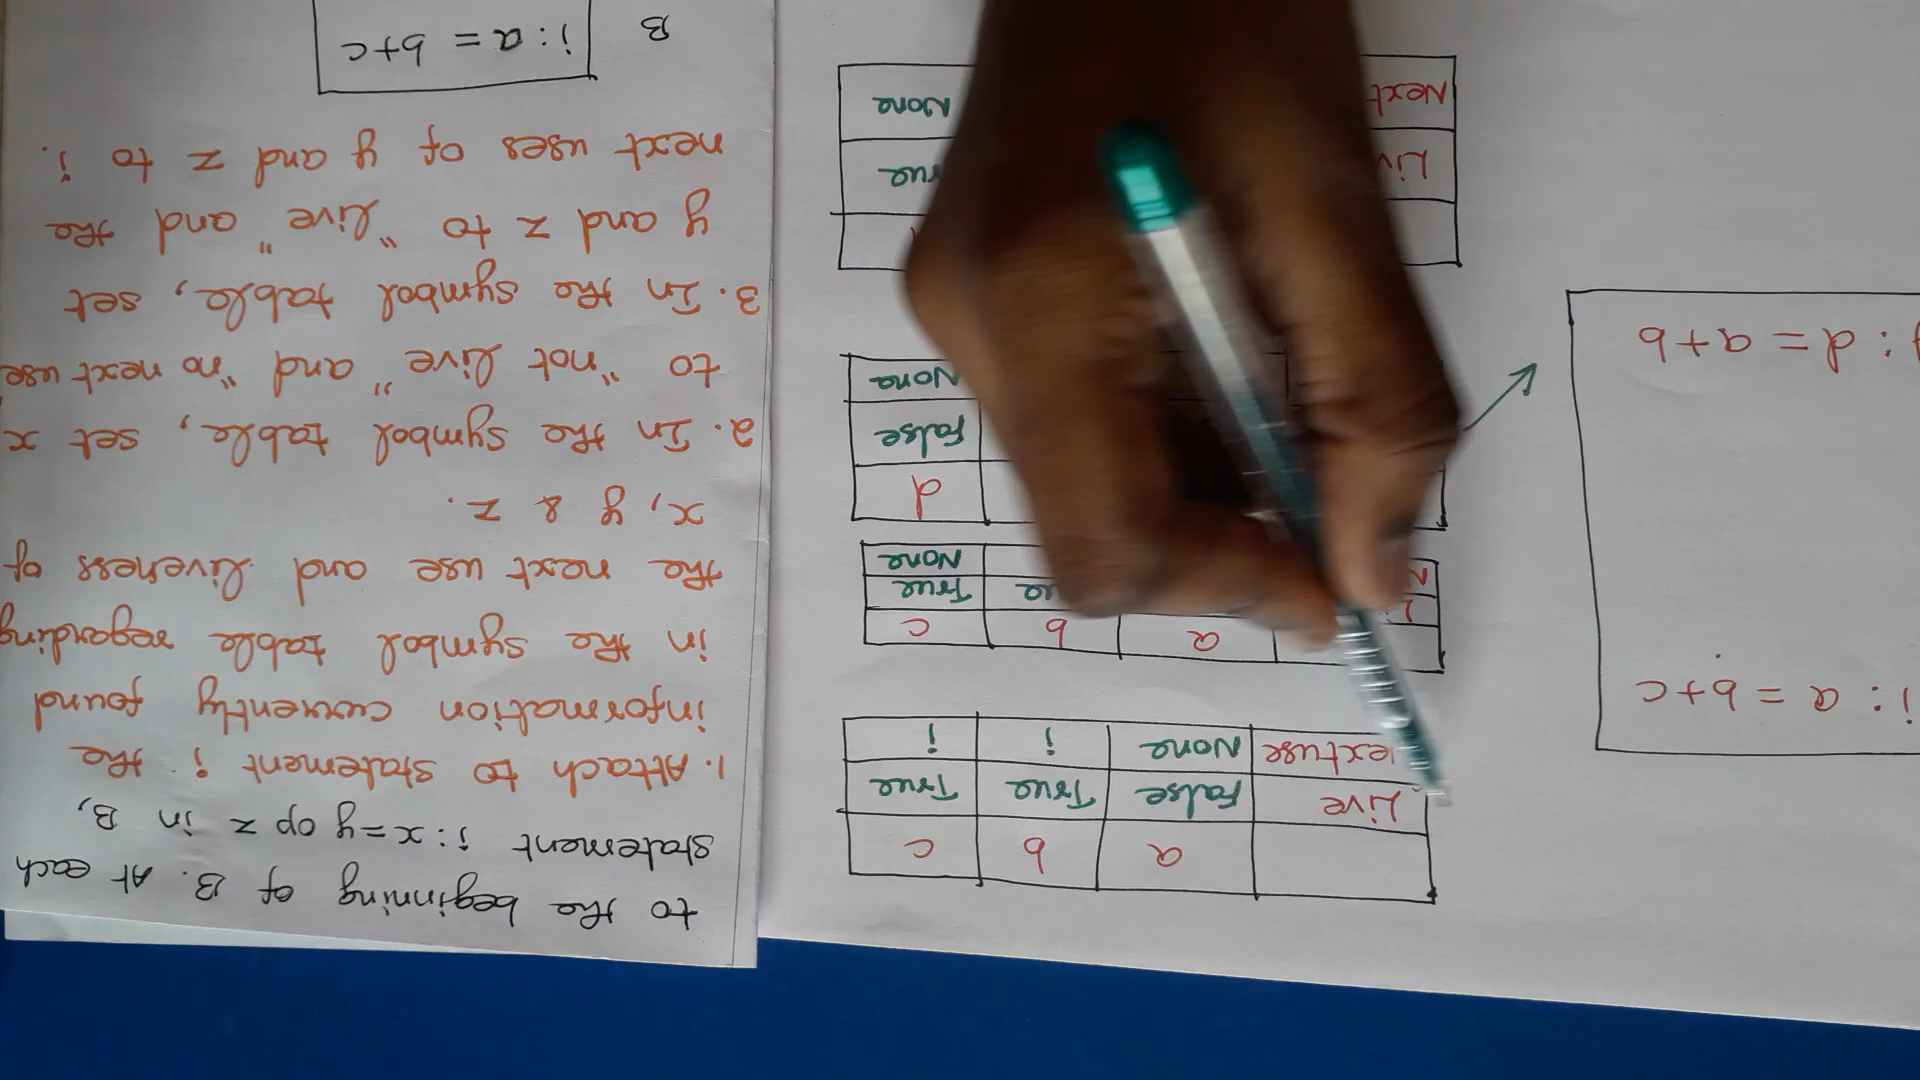 i : a = b+c
: d = a+b
a b c
Live False True True
extuse None i i
a b c
True
None
d
False
None
Next None
to the beginning of B. At each
statement i: x=y op z in B,
1. Attach to statement i the
information currently found
in the symbol table regarding
the next use and liveness of
x, y & z.
2. In the symbol table, set x
to "not live" and "no next use
3. In the symbol table, set
y and z to "live" and the
next uses of y and z to i.
B i: a = b+c